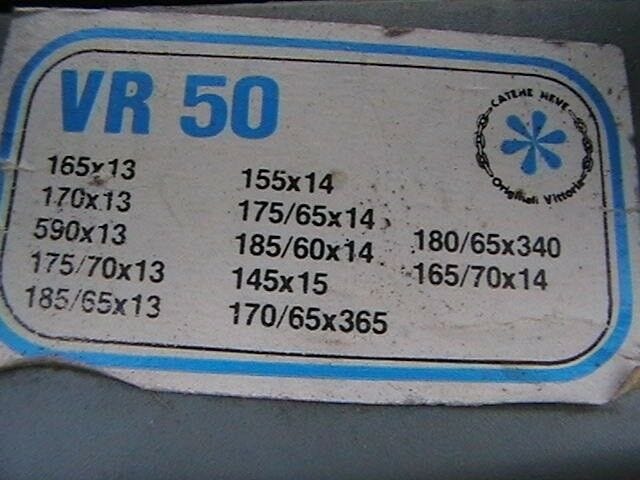 VR 50
CATENE NEVE
Originali Vittoria
165x13
170x13
590x13
175/70x13
185/65x13
155x14
175/65x14
185/60x14
145x15
170/65x365
180/65x340
165/70x14